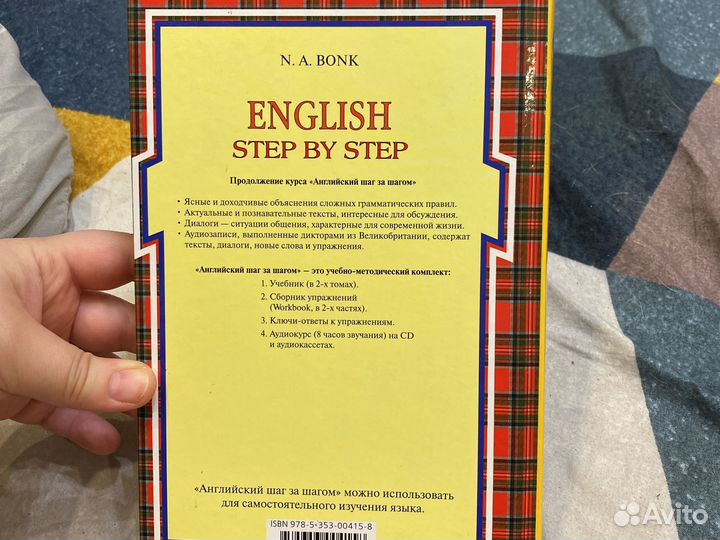 N. A. BONK
ENGLISH
STEP BY STEP
Продолжение курса «Английский шаг за шагом»
• Ясные и доходчивые объяснения сложных грамматических правил.
• Актуальные и познавательные тексты, интересные для обсуждения.
• Диалоги — ситуации общения, характерные для современной жизни.
• Аудиозаписи, выполненные дикторами из Великобритании, содержат
тексты, диалоги, новые слова и упражнения.
«Английский шаг за шагом» – это учебно-методический комплект:
1. Учебник (в 2-х томах).
2. Сборник упражнений
(Workbook, в 2-х частях).
3. Ключи-ответы к упражнениям.
4. Аудиокурс (8 часов звучания) на CD
и аудиокассетах.
«Английский шаг за шагом» можно использовать
для самостоятельного изучения языка.
ISBN 978-5-353-00415-8
Avito